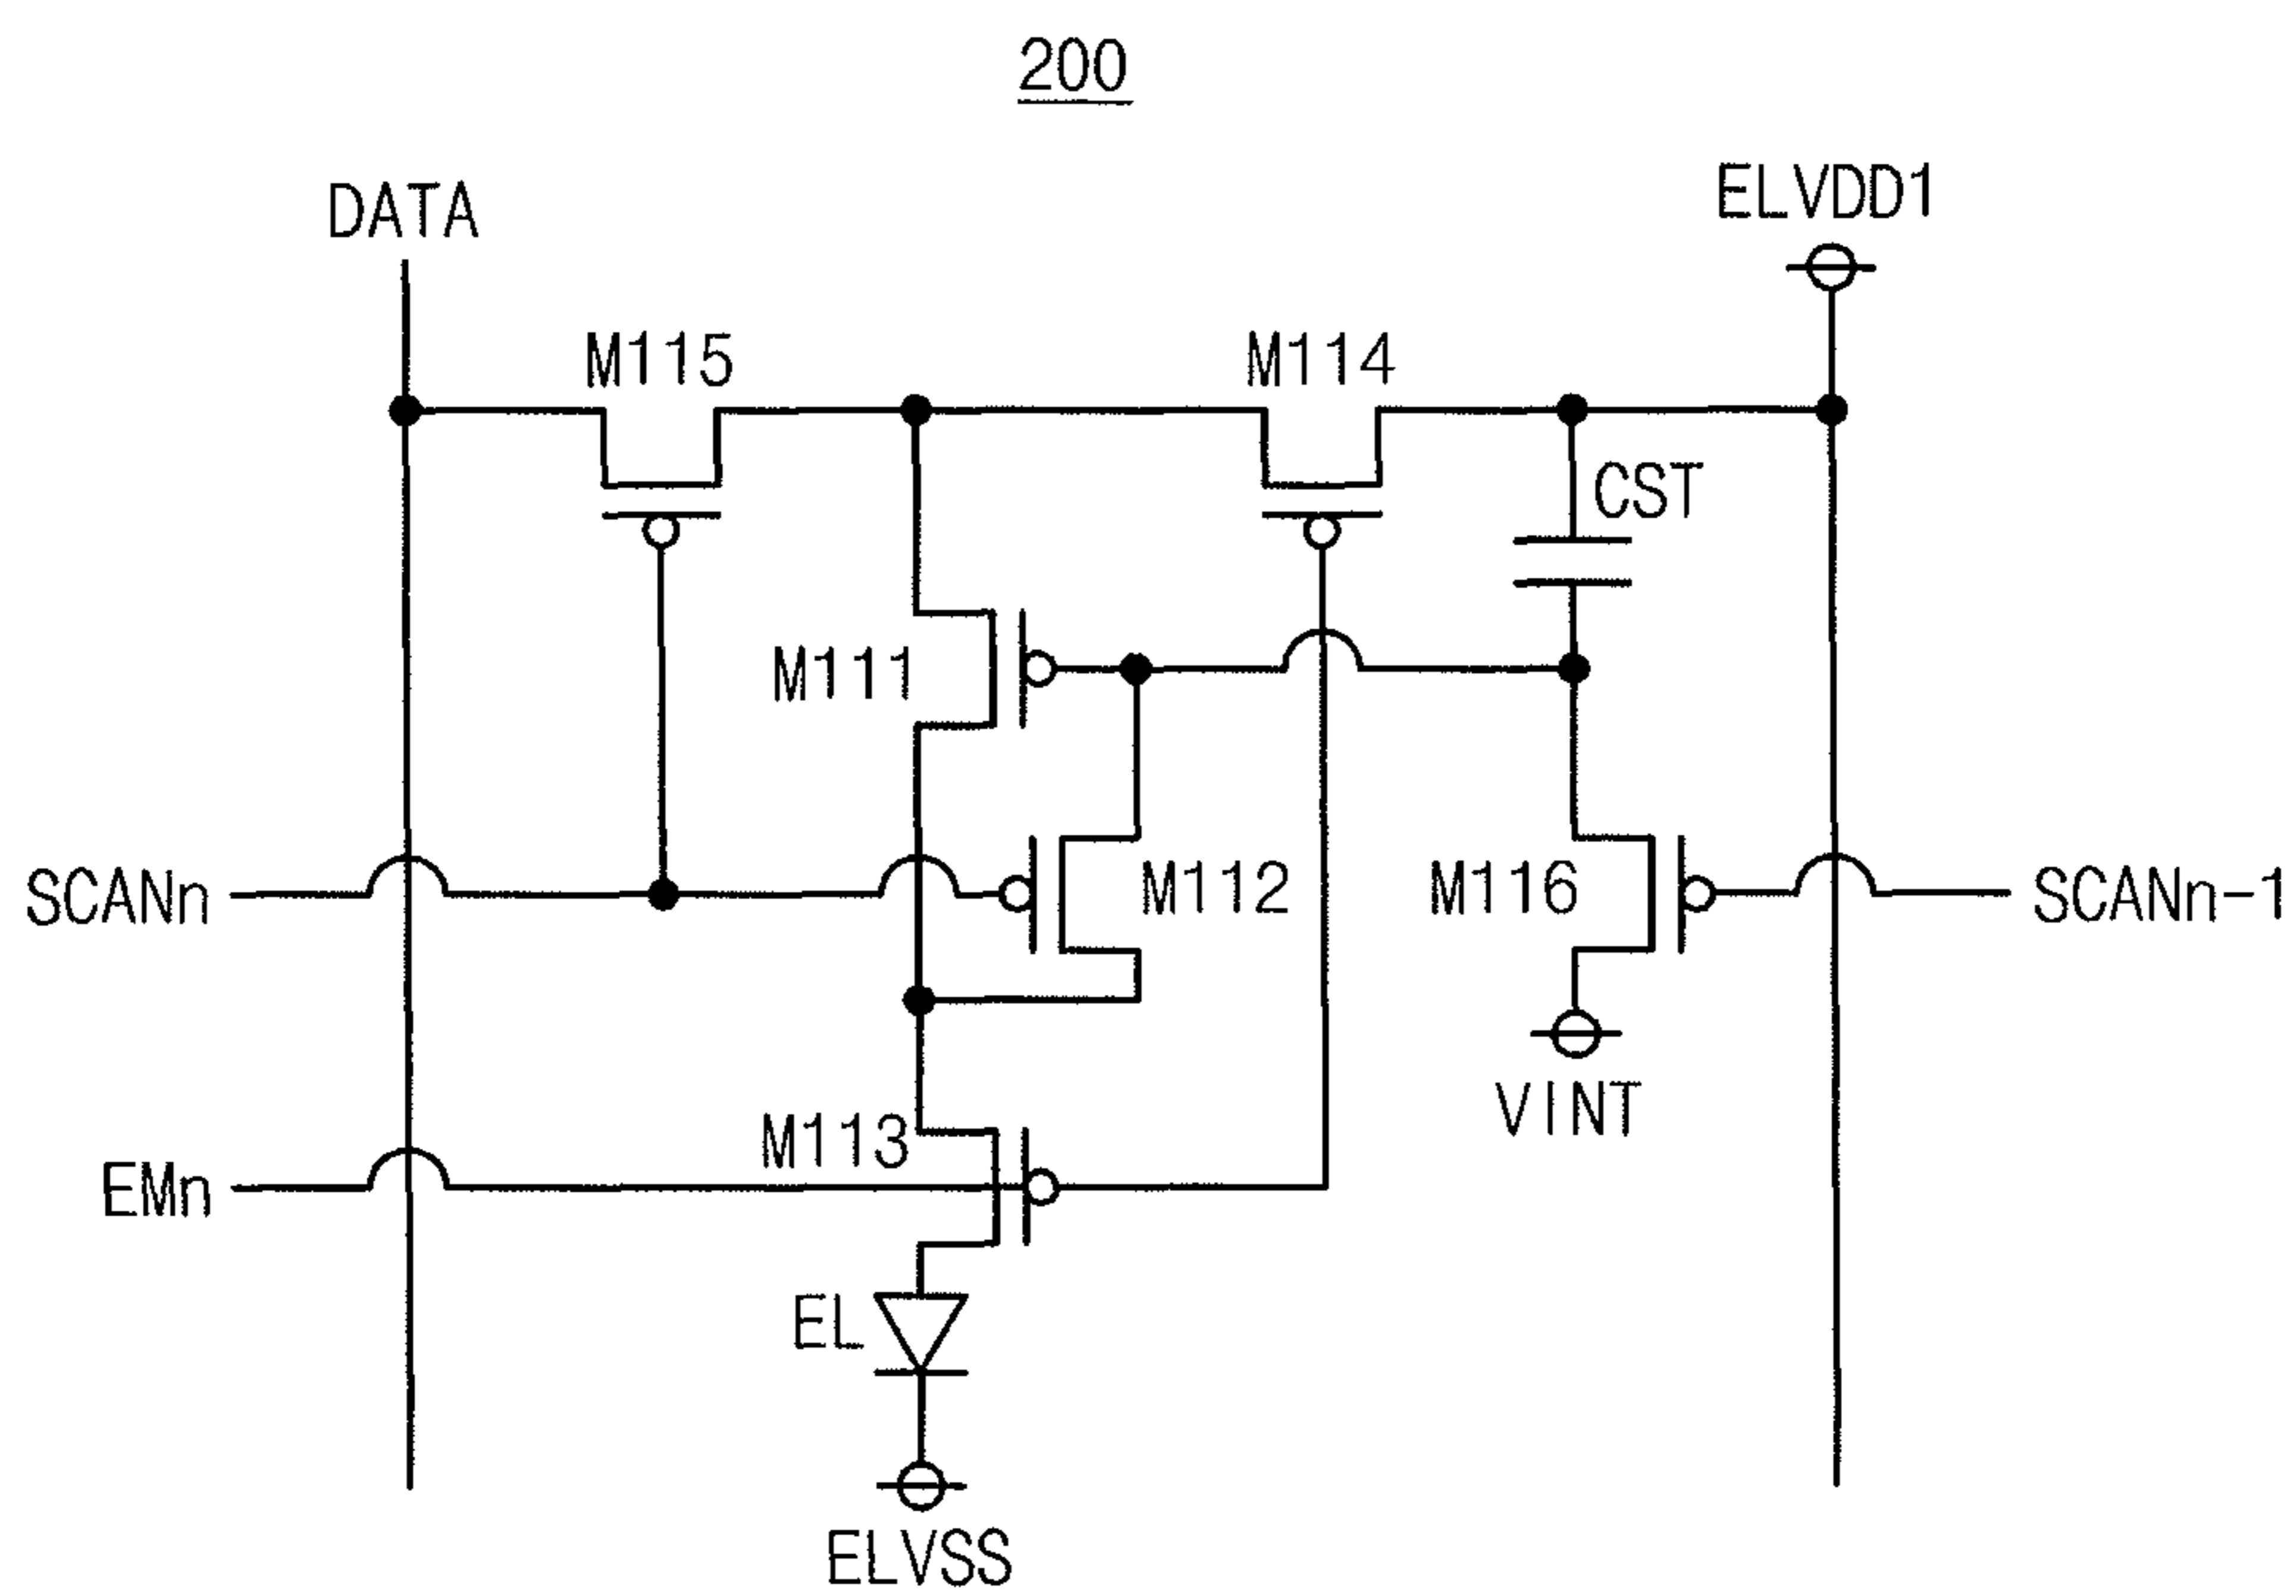 200
DATA
ELVDD1
M115
M114
CST
M111
SCANn
M112
M116
SCANn-1
VINT
M113
EMn
EL
ELVSS